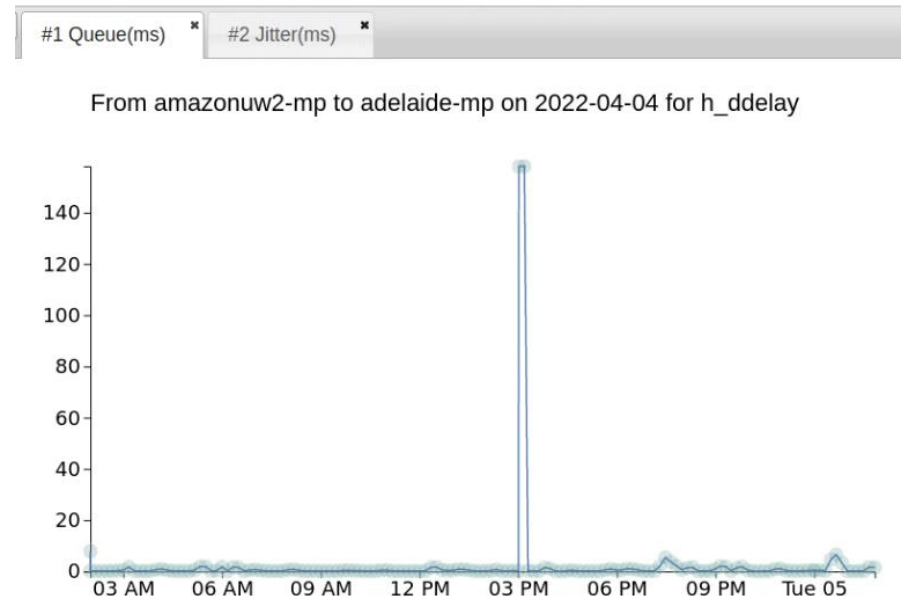 #1 Queue(ms) ✖ #2 Jitter(ms) ✖
From amazonuw2-mp to adelaide-mp on 2022-04-04 for h_ddelay
140
120
100
80
60
40
20
0
03 AM 06 AM 09 AM 12 PM 03 PM 06 PM 09 PM Tue 05